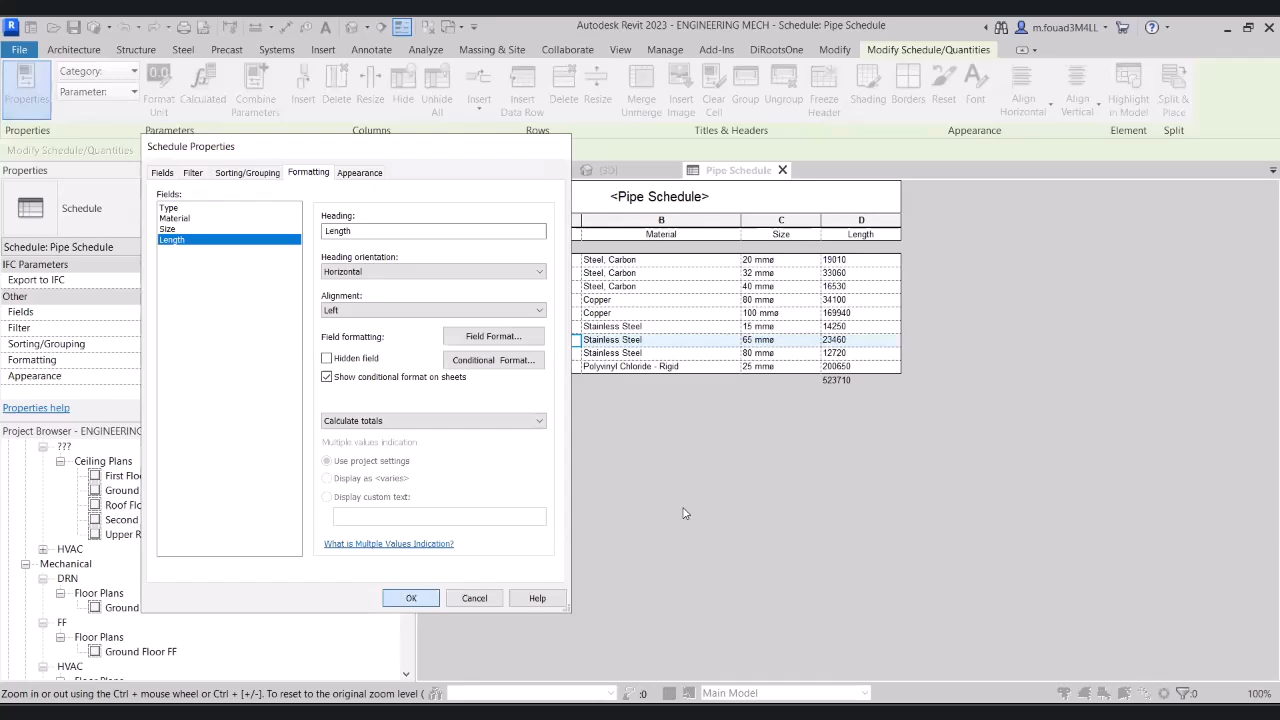 Autodesk Revit 2023 - ENGINEERING MECH - Schedule: Pipe Schedule
m.fouad3M4LL
File Architecture Structure Steel Precast Systems Insert Annotate Analyze Massing & Site Collaborate View Manage Add-Ins DiRootsOne Modify Modify Schedule/Quantities
Category:
Parameter:
Properties
Format Unit
Calculated
Combine Parameters
Insert
Delete
Resize
Hide
Unhide All
Insert
Insert Data Row
Delete
Resize
Merge Unmerge
Insert Image
Clear Cell
Group
Ungroup
Freeze Header
Shading
Borders
Reset
Font
Align Horizontal
Align Vertical
Highlight in Model
Split & Place
Properties Parameters Columns Rows Titles & Headers Appearance Element Split
Modify Schedule/Quantities
Properties
Schedule
Schedule: Pipe Schedule
IFC Parameters
Export to IFC
Other
Fields
Filter
Sorting/Grouping
Formatting
Appearance
Properties help
Project Browser - ENGINEERING
???
Ceiling Plans
First Floo
Ground
Roof Flo
Second
Upper R
HVAC
Mechanical
DRN
Floor Plans
Ground
FF
Floor Plans
Ground Floor FF
HVAC
Schedule Properties
Fields Filter Sorting/Grouping Formatting Appearance
Fields:
Type
Material
Size
Length
Heading:
Length
Heading orientation:
Horizontal
Alignment:
Left
Field formatting:
Field Format...
Hidden field
Conditional Format...
Show conditional format on sheets
Calculate totals
Multiple values indication
Use project settings
Display as <varies>
Display custom text:
What is Multple Values Indication?
OK Cancel Help
{3D}
Pipe Schedule
<Pipe Schedule>
B C D
Material Size Length
Steel, Carbon 20 mmø 19010
Steel, Carbon 32 mmø 33060
Steel, Carbon 40 mmø 16530
Copper 80 mmø 34100
Copper 100 mmø 169940
Stainless Steel 15 mmø 14250
Stainless Steel 65 mmø 23460
Stainless Steel 80 mmø 12720
Polyvinyl Chloride - Rigid 25 mmø 200650
523710
Zoom in or out using the Ctrl + mouse wheel or Ctrl + [+/-]. To reset to the original zoom level (
:0
Main Model
:0
100%